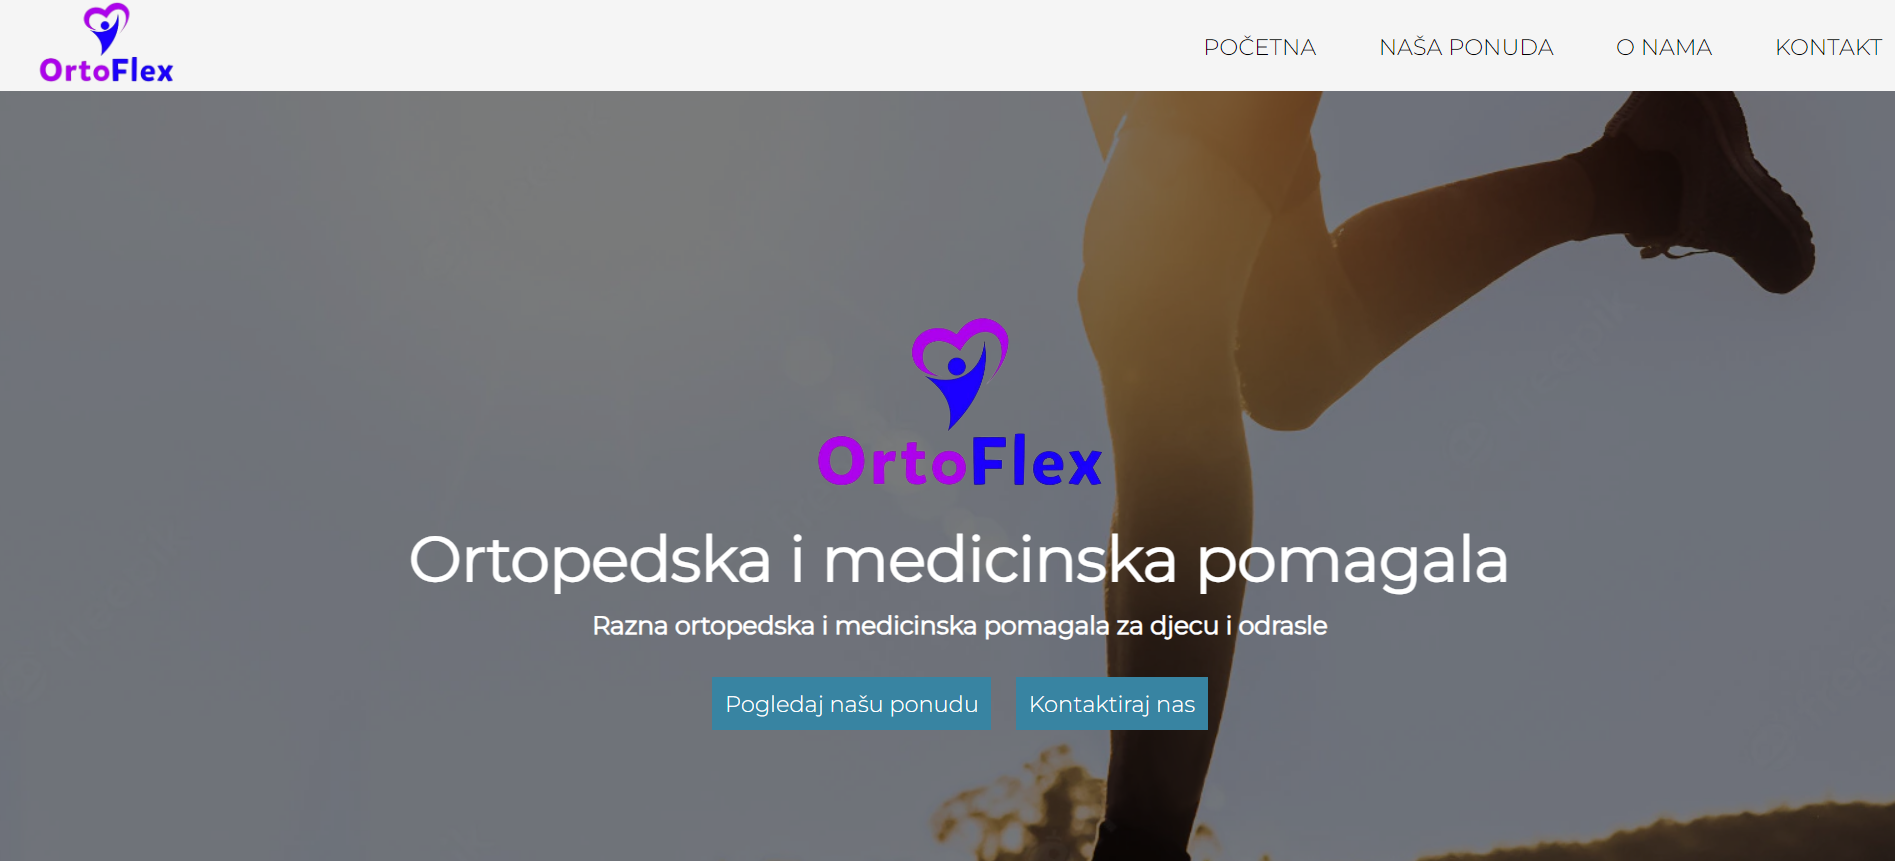 OrtoFlex
POČETNA NAŠA PONUDA O NAMA KONTAKT
OrtoFlex
Ortopedska i medicinska pomagala
Razna ortopedska i medicinska pomagala za djecu i odrasle
Pogledaj našu ponudu Kontaktiraj nas